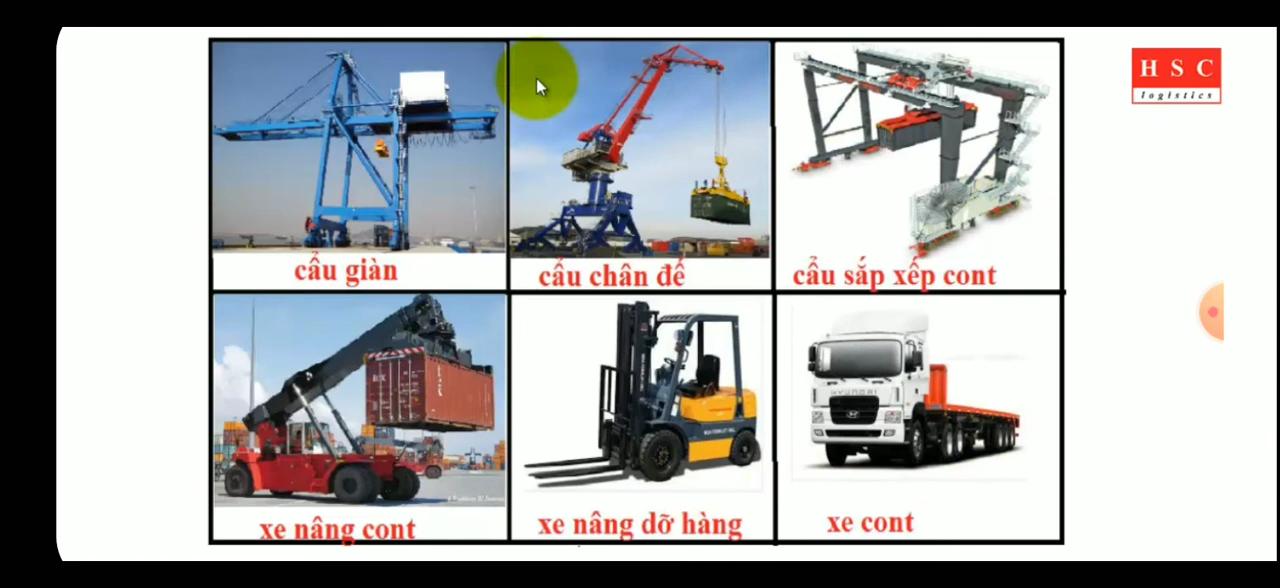 H S C
logistics
cẩu giàn
cẩu chân đế
cẩu sắp xếp cont
xe nâng cont
xe nâng dỡ hàng
xe cont
HYUNDAI